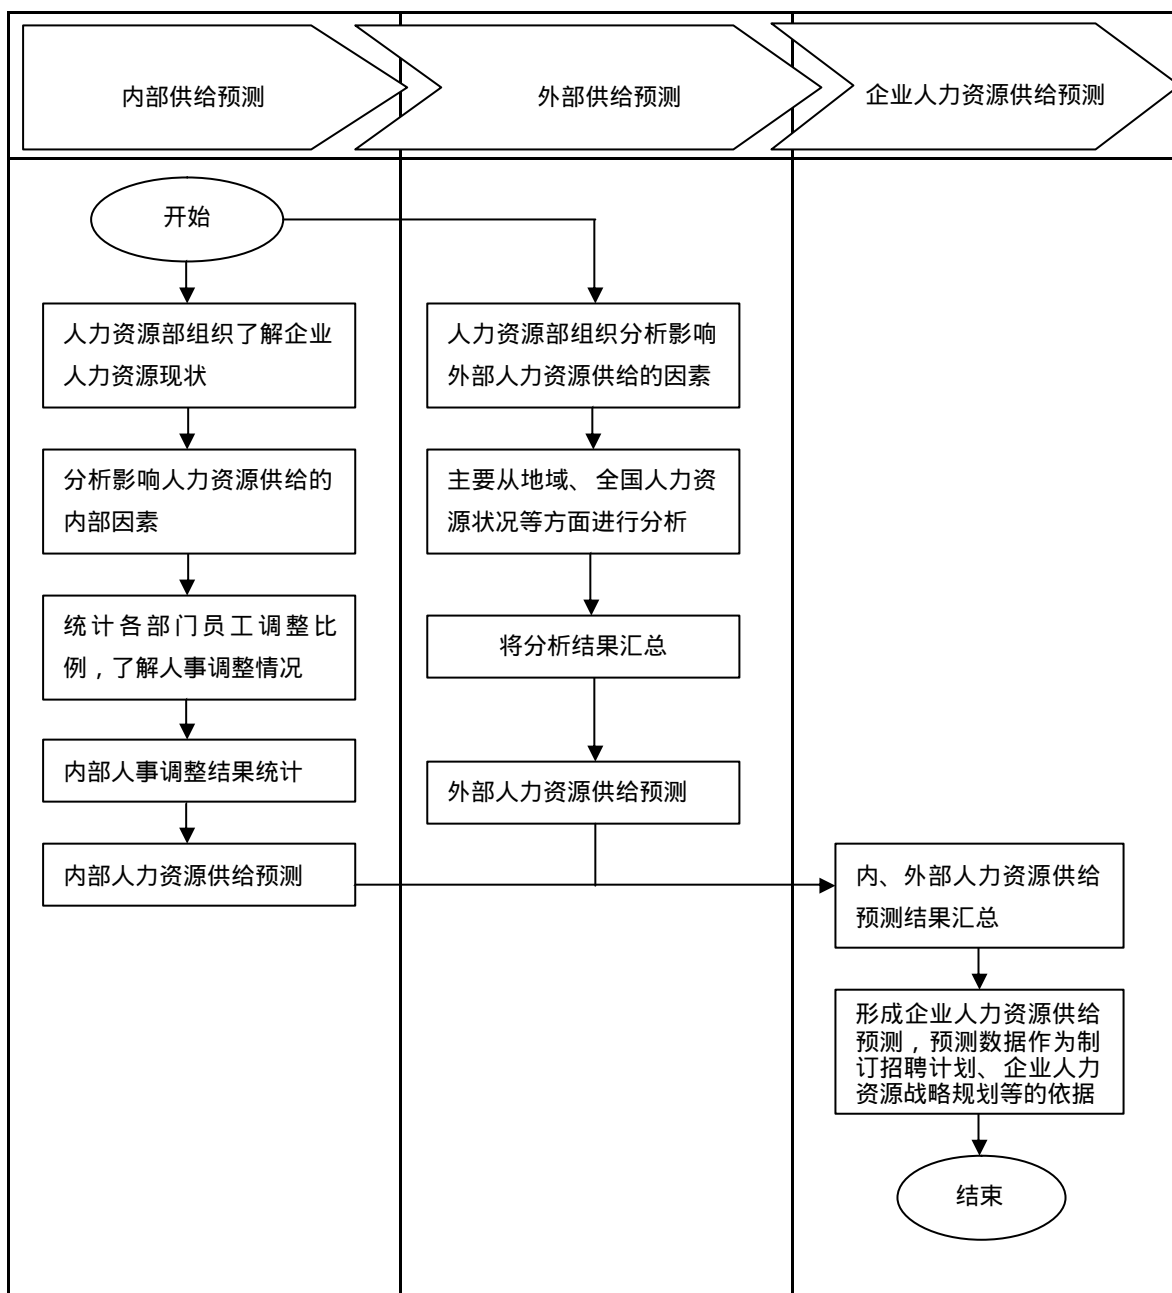 内部供给预测
外部供给预测
企业人力资源供给预测
开始
人力资源部组织了解企业
人力资源现状
分析影响人力资源供给的
内部因素
统计各部门员工调整比
例，了解人事调整情况
内部人事调整结果统计
内部人力资源供给预测
人力资源部组织分析影响
外部人力资源供给的因素
主要从地域、全国人力资
源状况等方面进行分析
将分析结果汇总
外部人力资源供给预测
内、外部人力资源供给
预测结果汇总
形成企业人力资源供给
预测，预测数据作为制
订招聘计划、企业人力
资源战略规划等的依据
结束